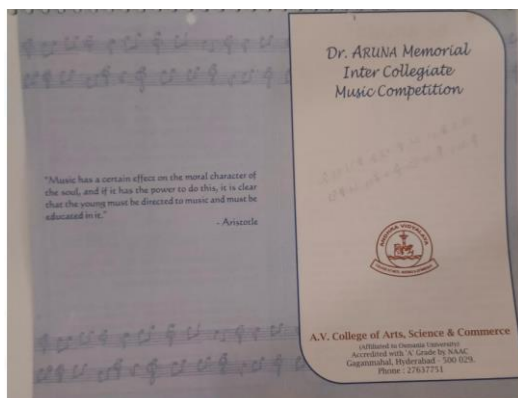 "Music has a certain effect on the moral character of
the soul, and if it has the power to do this, it is clear
that the young must be directed to music and must be
educated in it."
- Aristotle
Dr. ARUNA Memorial
Inter Collegiate
Music Competition
ANDHRA VIDYALAYA
A.V. College of Arts, Science & Commerce
(Affiliated to Osmania University)
Accredited with 'A' Grade by NAAC
Gaganmahal, Hyderabad - 500 029.
Phone : 27637751